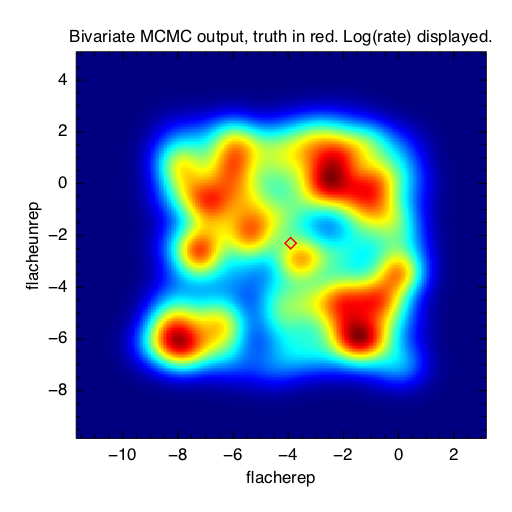 Bivariate MCMC output, truth in red. Log(rate) displayed.
4
2
0
−2
−4
−6
−8
flacheunrep
−10 −8 −6 −4 −2 0 2
flacherep